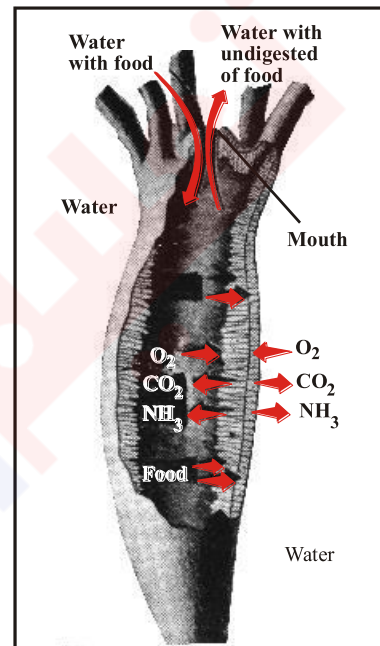 Water
with food
Water with
undigested
of food
Water
Mouth
O₂
O₂
CO₂
CO₂
NH₃
NH₃
Food
Water